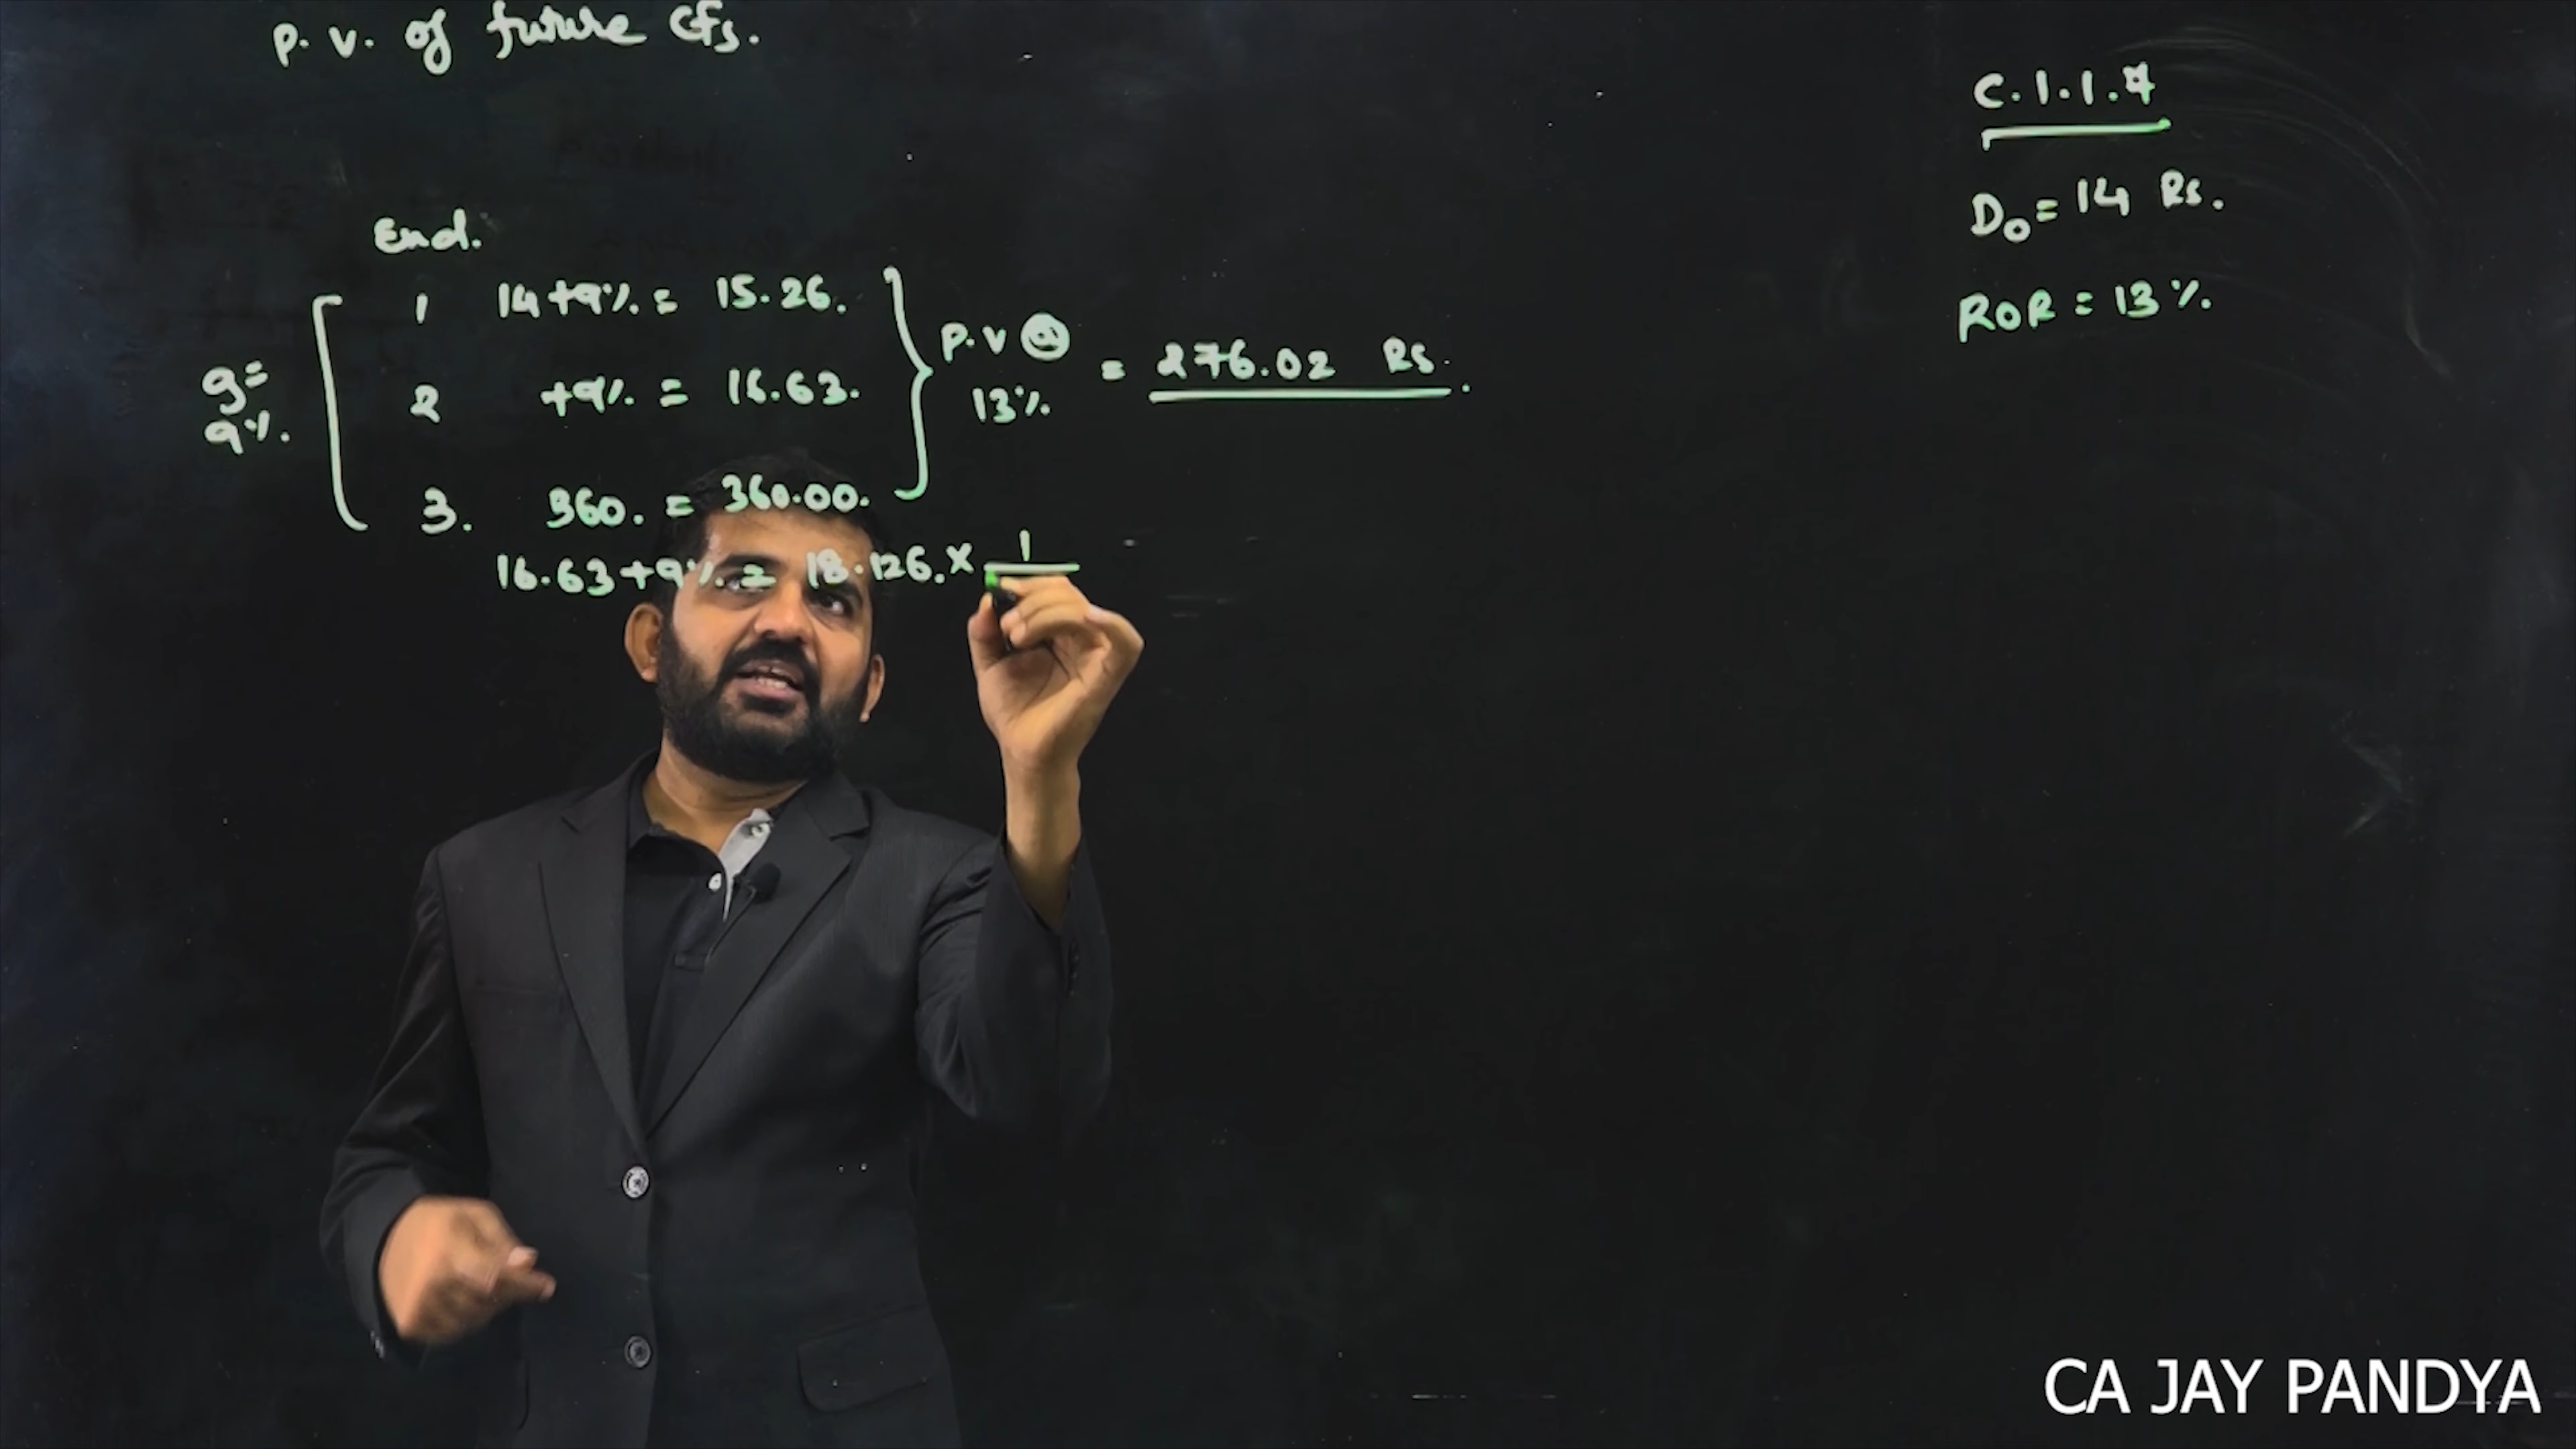 P. V. of future CFs.
C.1.1.7
D0 = 14 Rs.
ROR = 13%.
End.
g = 9%.
1 14+9%. = 15.26.
2 +9%. = 16.63.
3. 360. = 360.00.
P.V @ 13%. = 276.02 Rs.
16.63+9%. = 18.126. x 1
CA JAY PANDYA